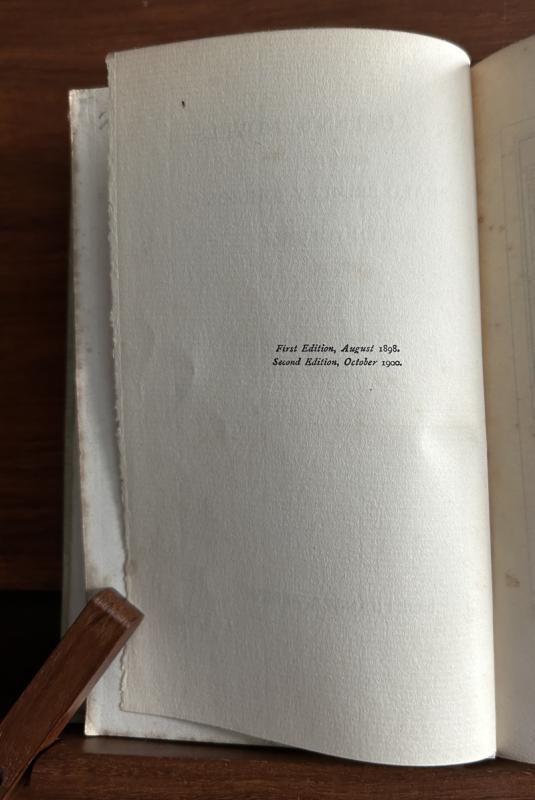 First Edition, August 1898.
Second Edition, October 1900.